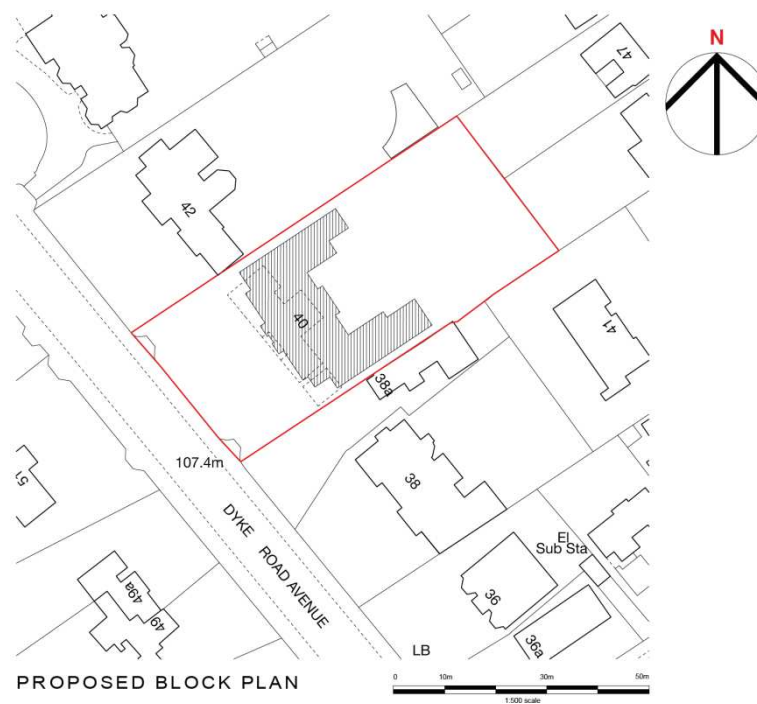 N
47
42
40
41
38a
107.4m
51
38
DYKE ROAD AVENUE
El
Sub Sta
49a
49
36
36a
LB
PROPOSED BLOCK PLAN
0 10m 30m 50m
1:500 scale